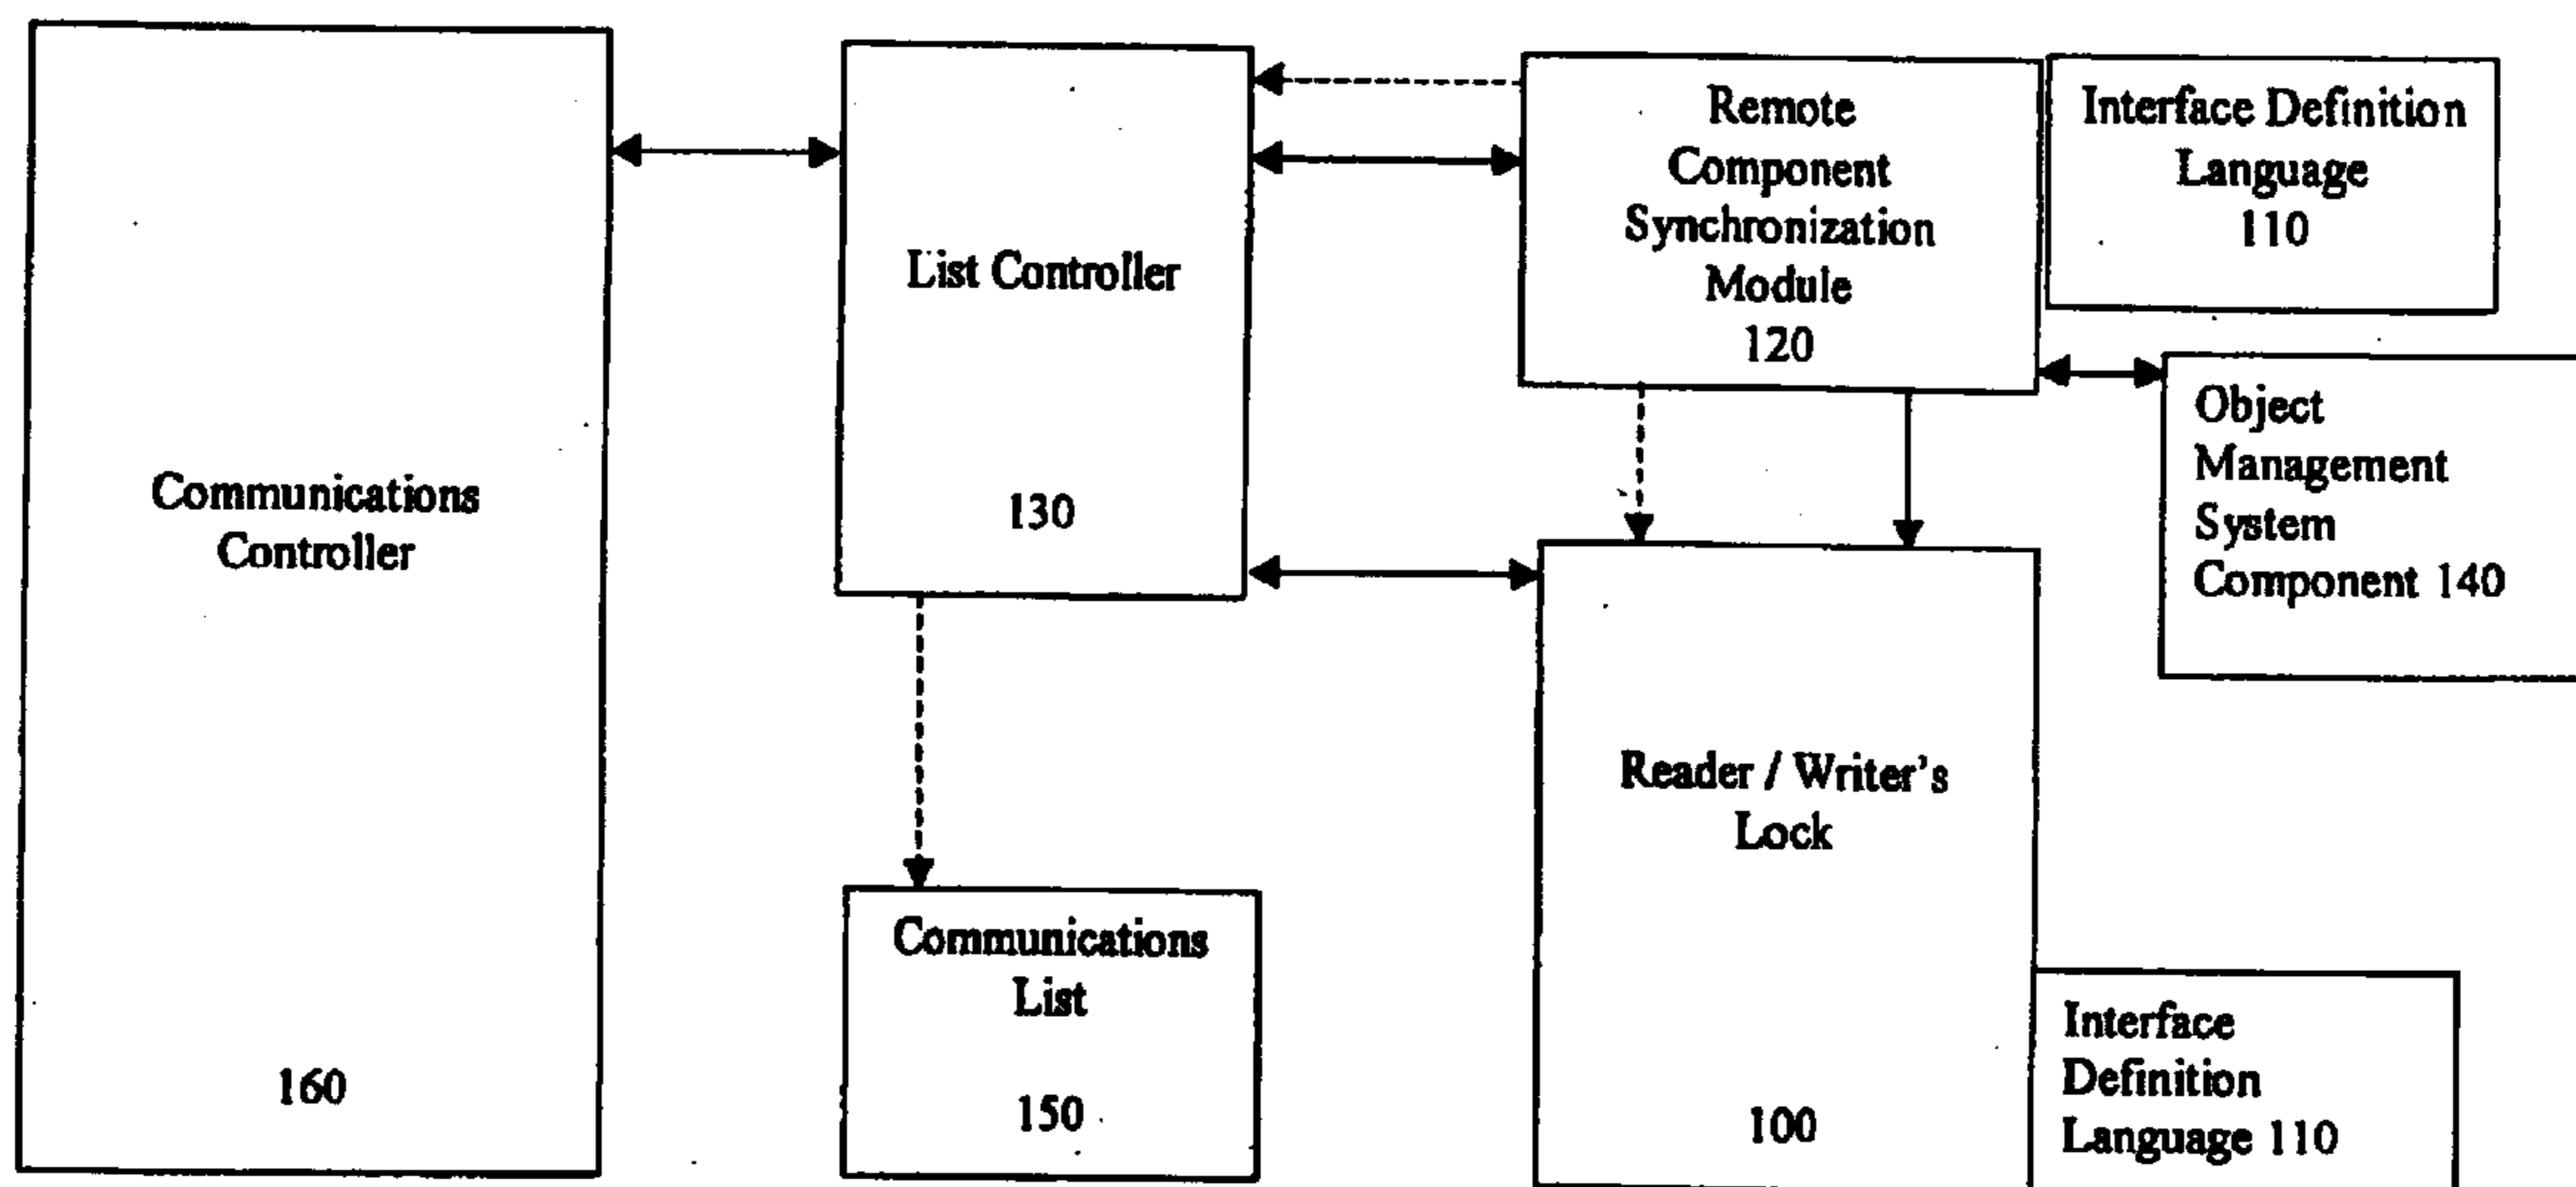 Communications
Controller
160
List Controller
130
Communications
List
150
Remote
Component
Synchronization
Module
120
Interface Definition
Language
110
Object
Management
System
Component 140
Reader / Writer's
Lock
100
Interface
Definition
Language 110